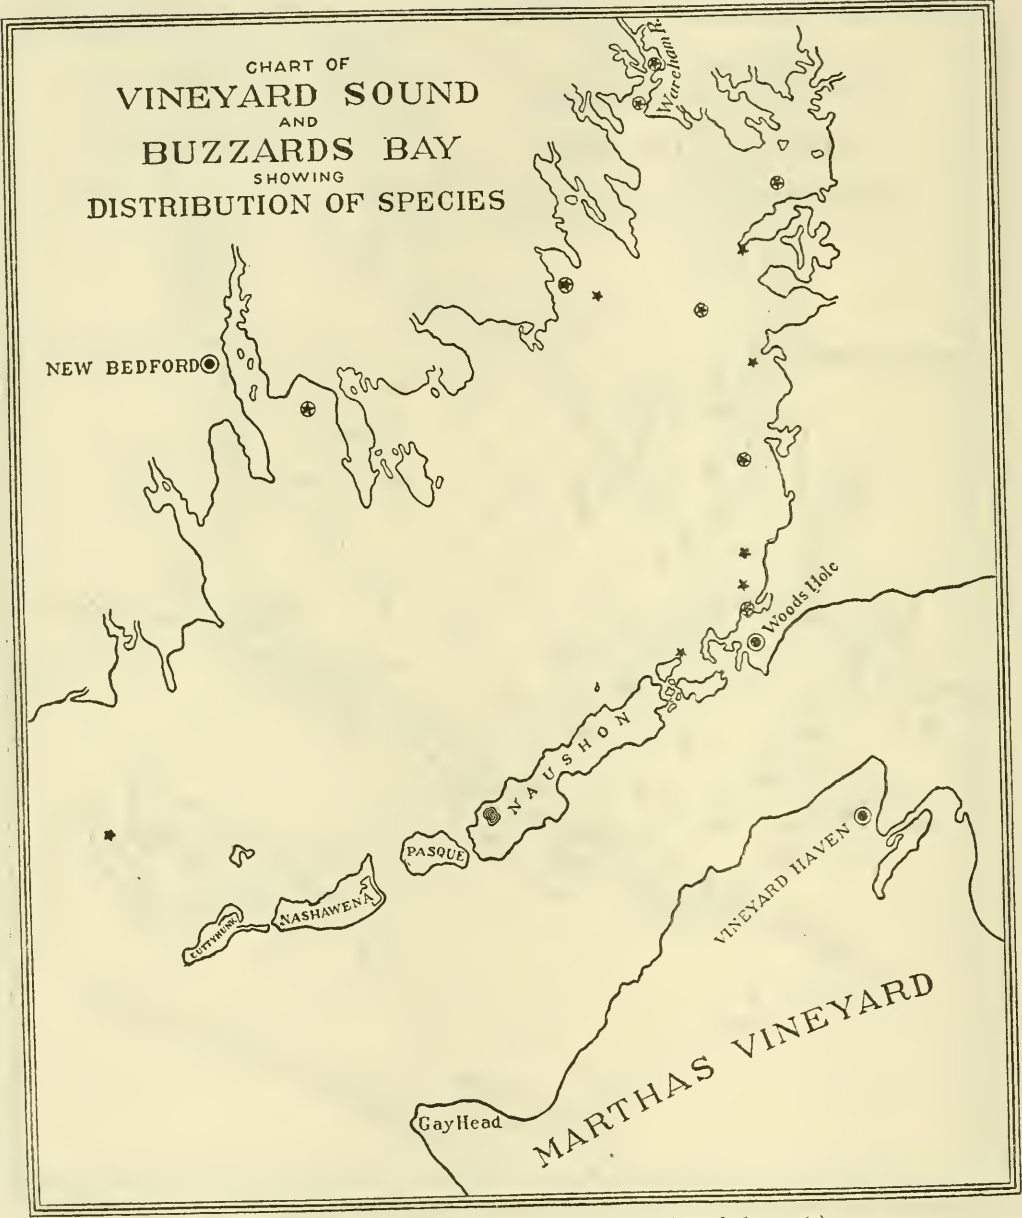 CHART OF
VINEYARD SOUND
AND
BUZZARDS BAY
SHOWING
DISTRIBUTION OF SPECIES
Wareham R.
NEW BEDFORD
Woods Hole
NAUSHON
PASQUE
NASHAWENA
CUTTYHUNK
VINEYARD HAVEN
MARTHAS VINEYARD
Gay Head